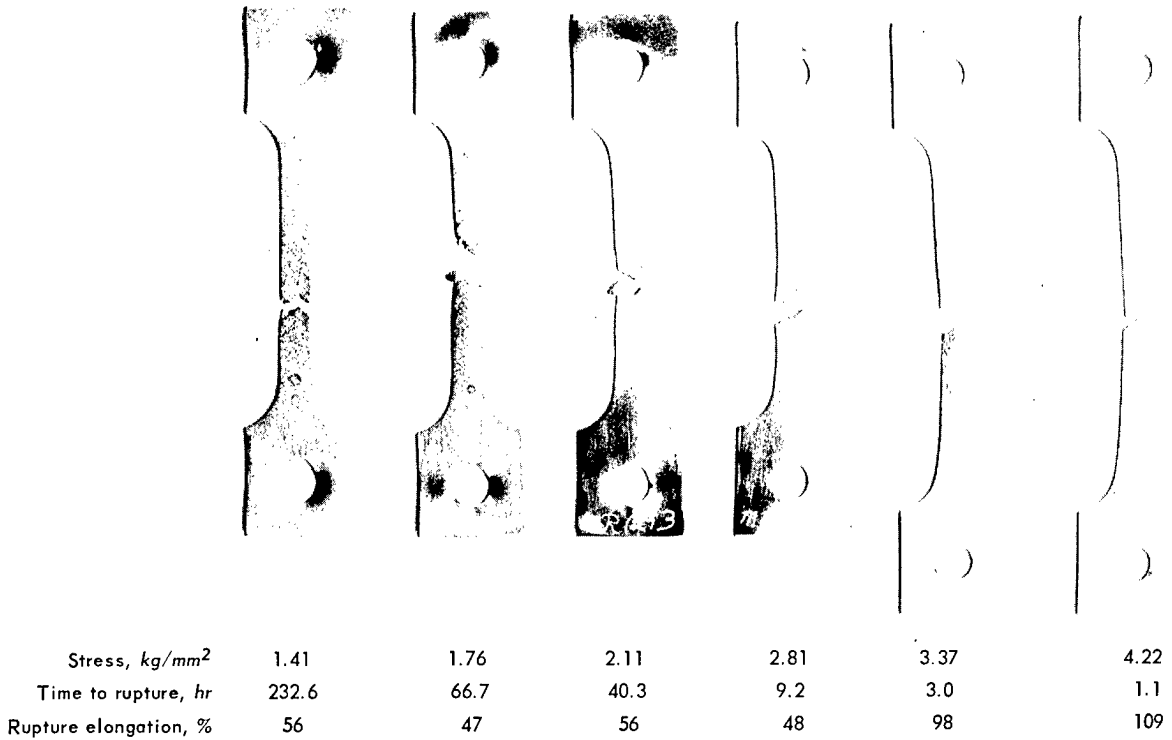 Stress, kg/mm2 1.41 1.76 2.11 2.81 3.37 4.22
Time to rupture, hr 232.6 66.7 40.3 9.2 3.0 1.1
Rupture elongation, % 56 47 56 48 98 109